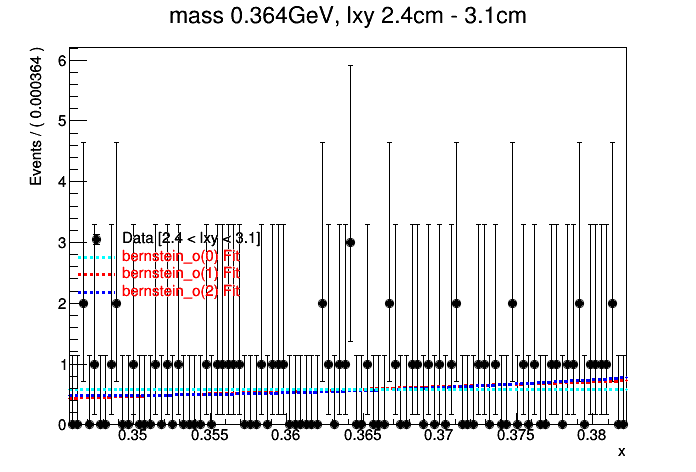 mass 0.364GeV, lxy 2.4cm - 3.1cm
Events / ( 0.000364 )
6
5
4
3
2
1
0
Data [2.4 < lxy < 3.1]
bernstein_o(0) Fit
bernstein_o(1) Fit
bernstein_o(2) Fit
0.35 0.355 0.36 0.365 0.37 0.375 0.38
x